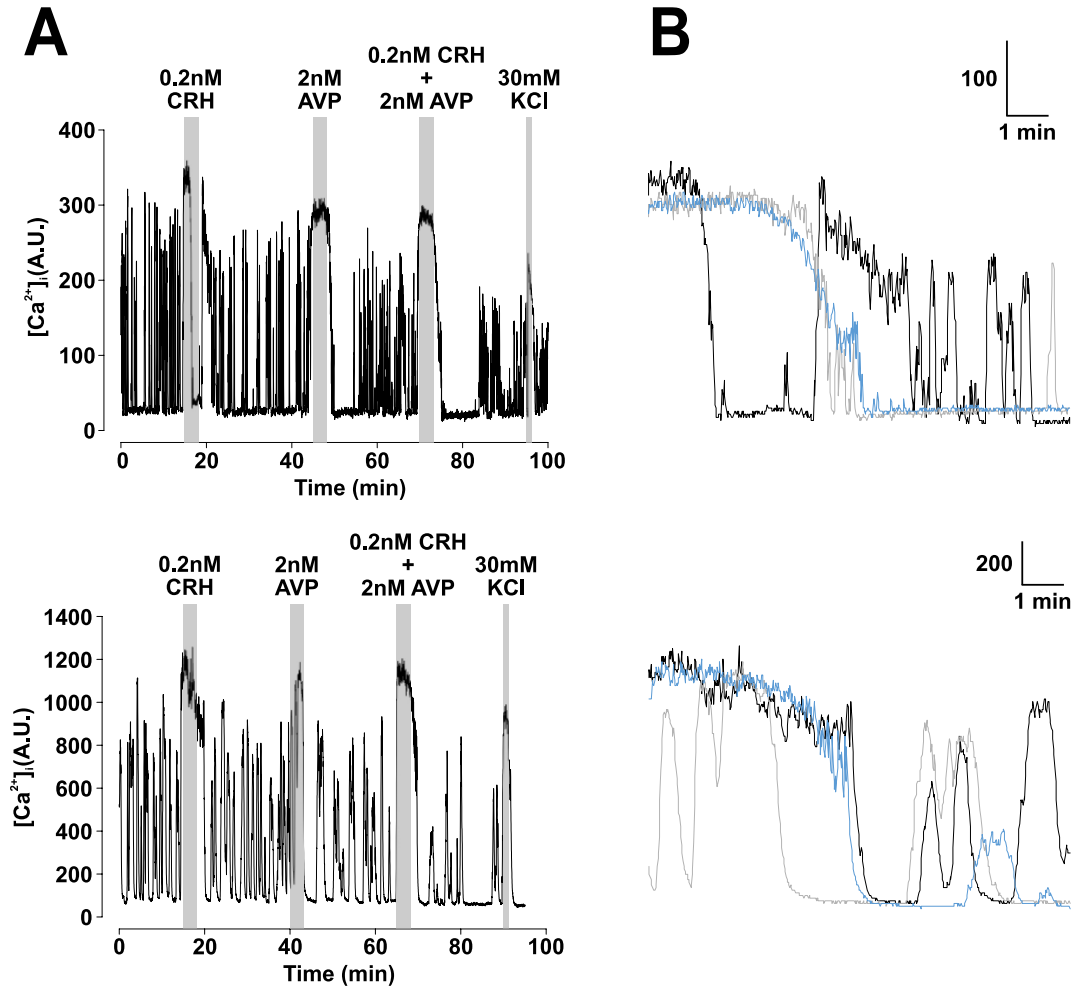 A
0.2nM
CRH
2nM
AVP
0.2nM CRH
+
2nM AVP
30mM
KCl
[Ca²⁺]ᵢ(A.U.)
400
300
200
100
0
0 20 40 60 80 100
Time (min)
0.2nM
CRH
2nM
AVP
0.2nM CRH
+
2nM AVP
30mM
KCl
[Ca²⁺]ᵢ(A.U.)
1400
1200
1000
800
600
400
200
0
0 20 40 60 80 100
Time (min)
B
100
1 min
200
1 min